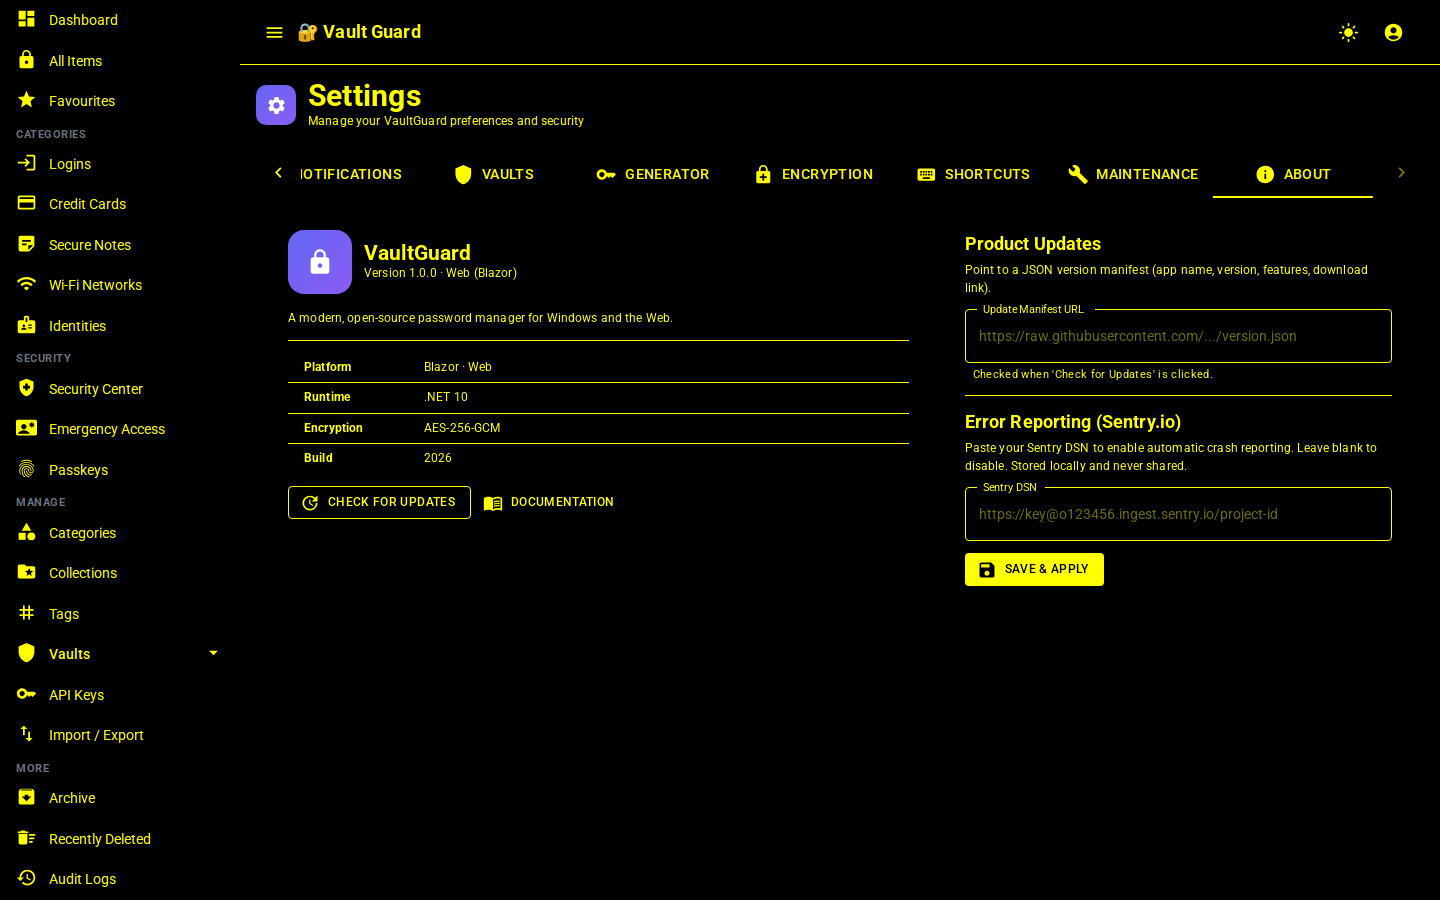 Dashboard
All Items
Favourites
CATEGORIES
Logins
Credit Cards
Secure Notes
Wi-Fi Networks
Identities
SECURITY
Security Center
Emergency Access
Passkeys
MANAGE
Categories
Collections
Tags
Vaults
API Keys
Import / Export
MORE
Archive
Recently Deleted
Audit Logs
🔐 Vault Guard
Settings
Manage your VaultGuard preferences and security
VAULTS
GENERATOR
ENCRYPTION
SHORTCUTS
MAINTENANCE
ABOUT
VaultGuard
Version 1.0.0 · Web (Blazor)
A modern, open-source password manager for Windows and the Web.
Platform Blazor · Web
Runtime .NET 10
Encryption AES-256-GCM
Build 2026
CHECK FOR UPDATES
DOCUMENTATION
Product Updates
Point to a JSON version manifest (app name, version, features, download
link).
Update Manifest URL
https://raw.githubusercontent.com/.../version.json
Checked when 'Check for Updates' is clicked.
Error Reporting (Sentry.io)
Paste your Sentry DSN to enable automatic crash reporting. Leave blank to
disable. Stored locally and never shared.
Sentry DSN
https://key@o123456.ingest.sentry.io/project-id
SAVE & APPLY